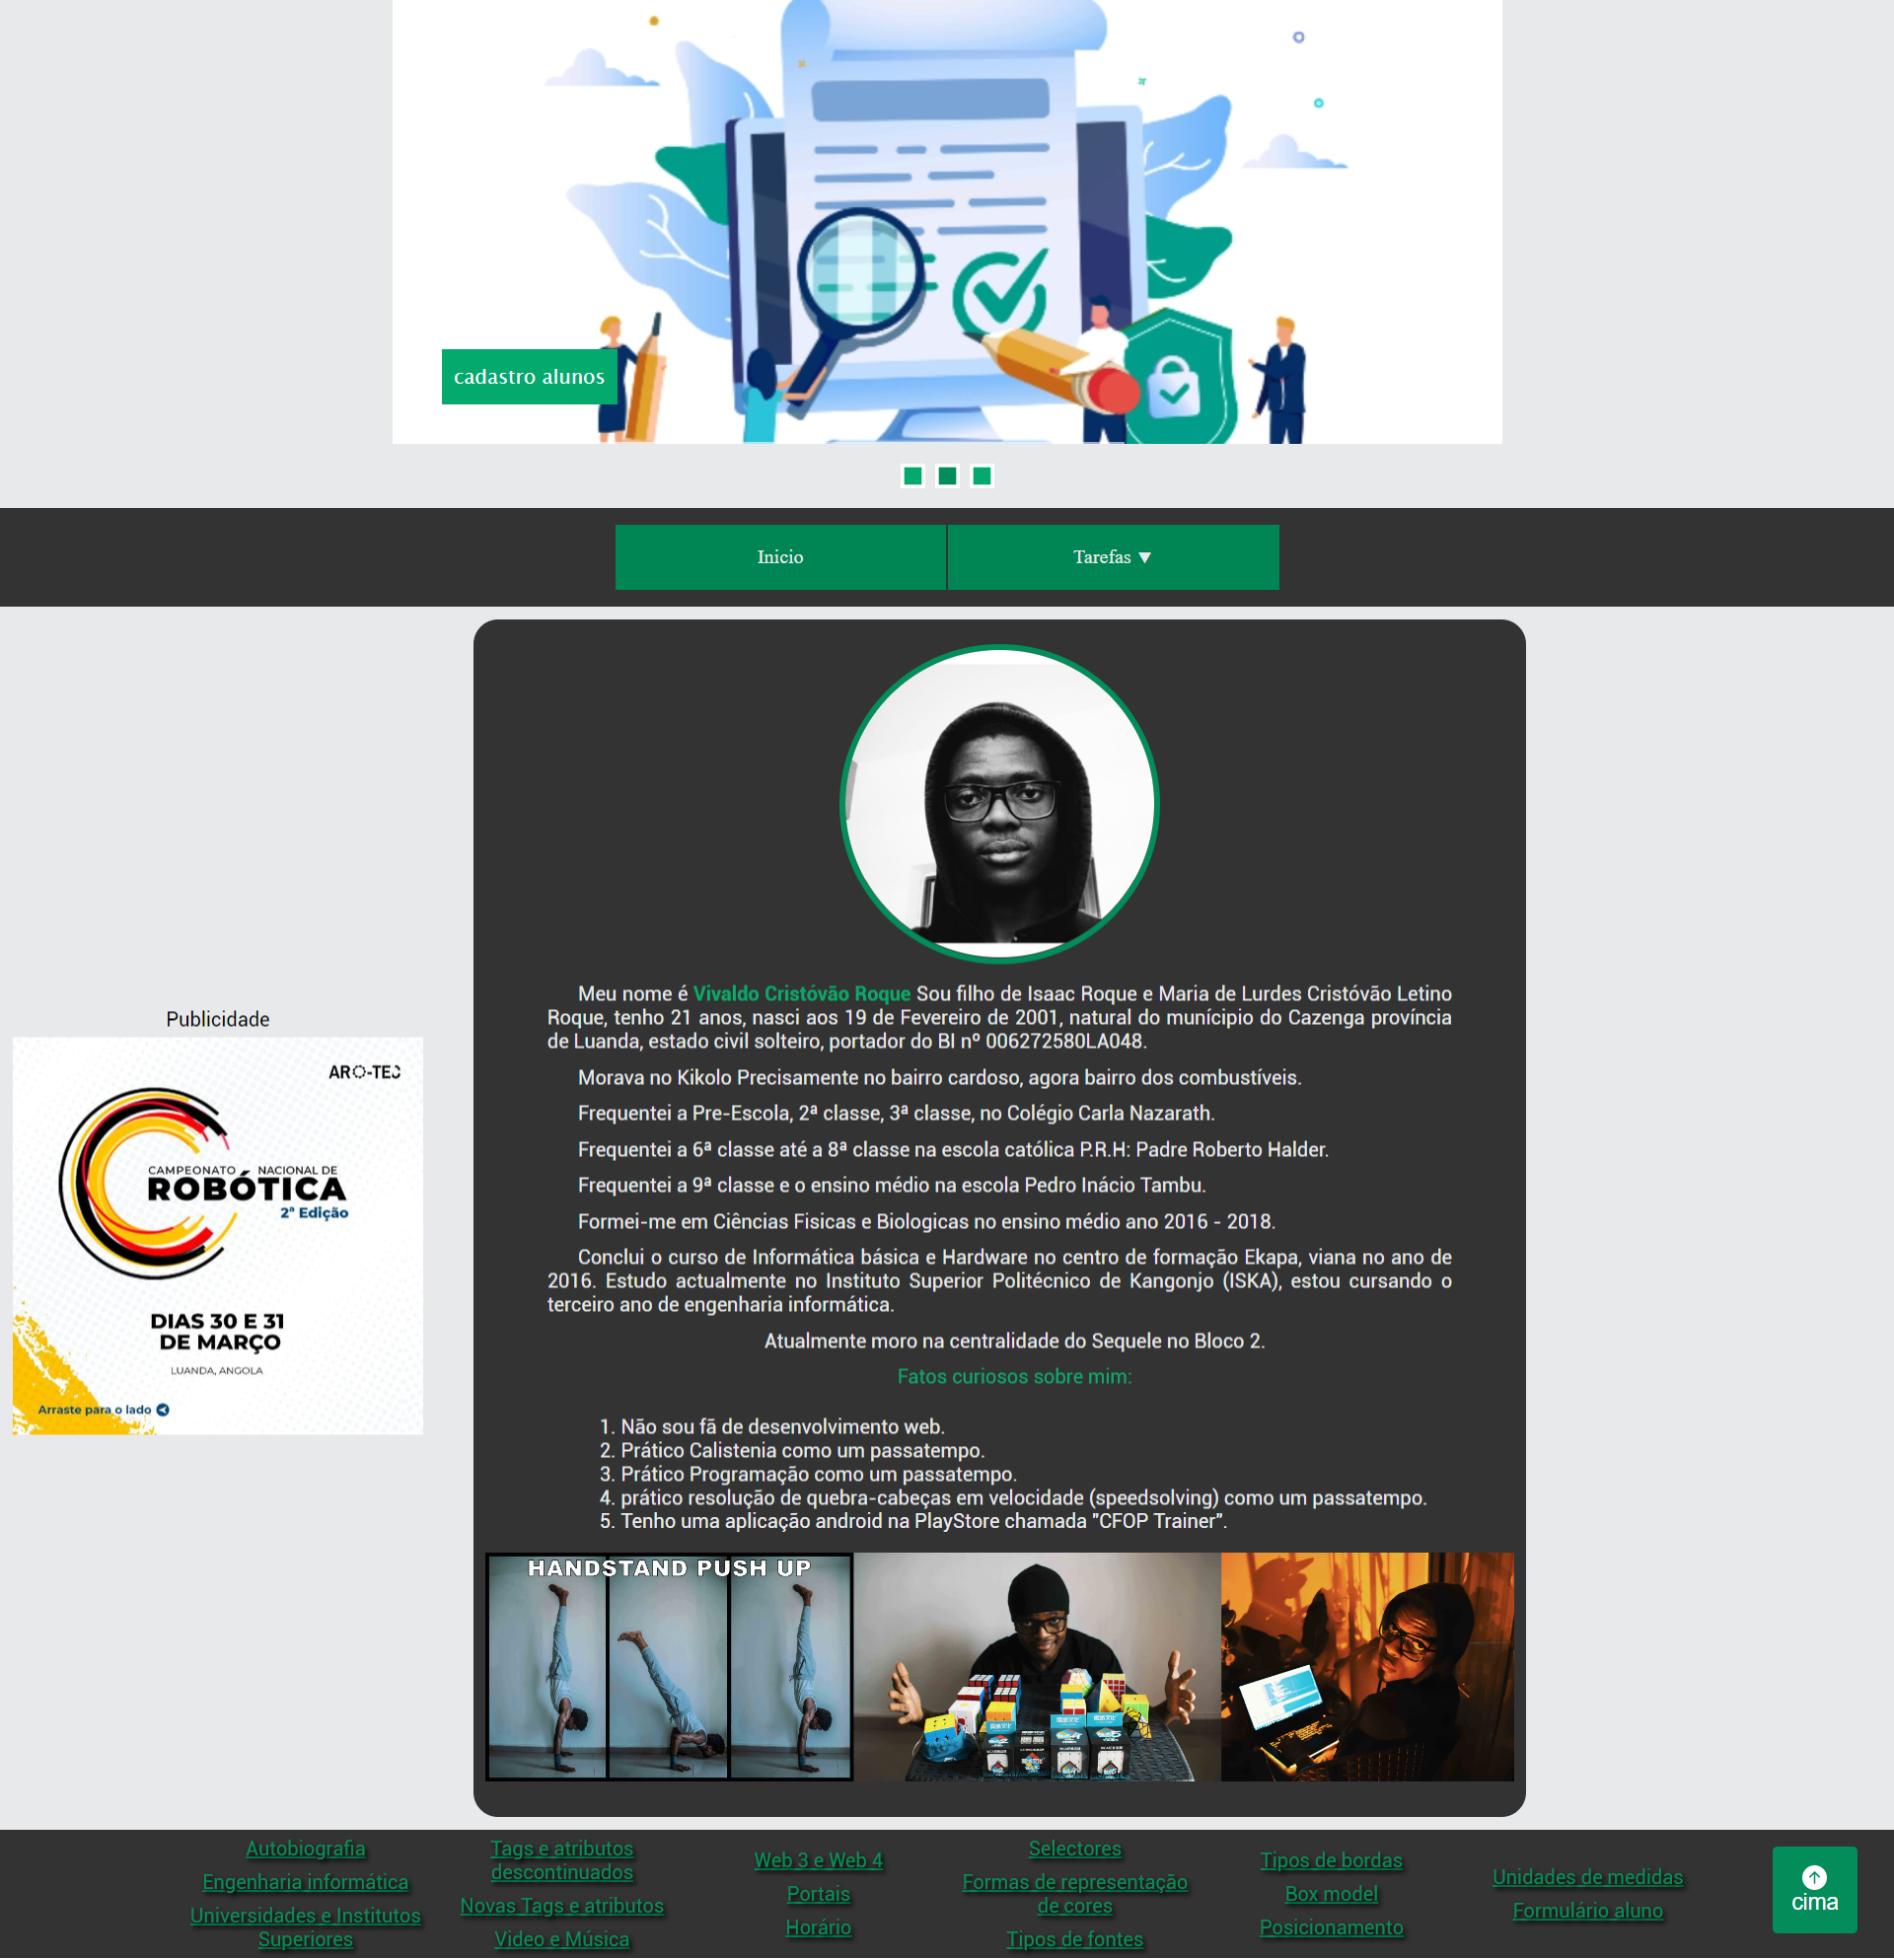 cadastro alunos
Inicio
Tarefas ▼
Meu nome é Vivaldo Cristóvão Roque Sou filho de Isaac Roque e Maria de Lurdes Cristóvão Letino
Roque, tenho 21 anos, nasci aos 19 de Fevereiro de 2001, natural do munícipio do Cazenga província
de Luanda, estado civil solteiro, portador do BI nº 006272580LA048.
Morava no Kikolo Precisamente no bairro cardoso, agora bairro dos combustíveis.
Frequentei a Pre-Escola, 2ª classe, 3ª classe, no Colégio Carla Nazarath.
Frequentei a 6ª classe até a 8ª classe na escola católica P.R.H: Padre Roberto Halder.
Frequentei a 9ª classe e o ensino médio na escola Pedro Inácio Tambu.
Formei-me em Ciências Fisicas e Biologicas no ensino médio ano 2016 - 2018.
Conclui o curso de Informática básica e Hardware no centro de formação Ekapa, viana no ano de
2016. Estudo actualmente no Instituto Superior Politécnico de Kangonjo (ISKA), estou cursando o
terceiro ano de engenharia informática.
Atualmente moro na centralidade do Sequele no Bloco 2.
Fatos curiosos sobre mim:
1. Não sou fã de desenvolvimento web.
2. Prático Calistenia como um passatempo.
3. Prático Programação como um passatempo.
4. prático resolução de quebra-cabeças em velocidade (speedsolving) como um passatempo.
5. Tenho uma aplicação android na PlayStore chamada "CFOP Trainer".
HANDSTAND PUSH UP
Publicidade
ARO-TEC
CAMPEONATO NACIONAL DE
ROBÓTICA
2ª Edição
DIAS 30 E 31
DE MARÇO
LUANDA, ANGOLA
Arraste para o lado
Autobiografia
Engenharia informática
Universidades e Institutos
Superiores
Tags e atributos
descontinuados
Novas Tags e atributos
Video e Música
Web 3 e Web 4
Portais
Horário
Selectores
Formas de representação
de cores
Tipos de fontes
Tipos de bordas
Box model
Posicionamento
Unidades de medidas
Formulário aluno
cima